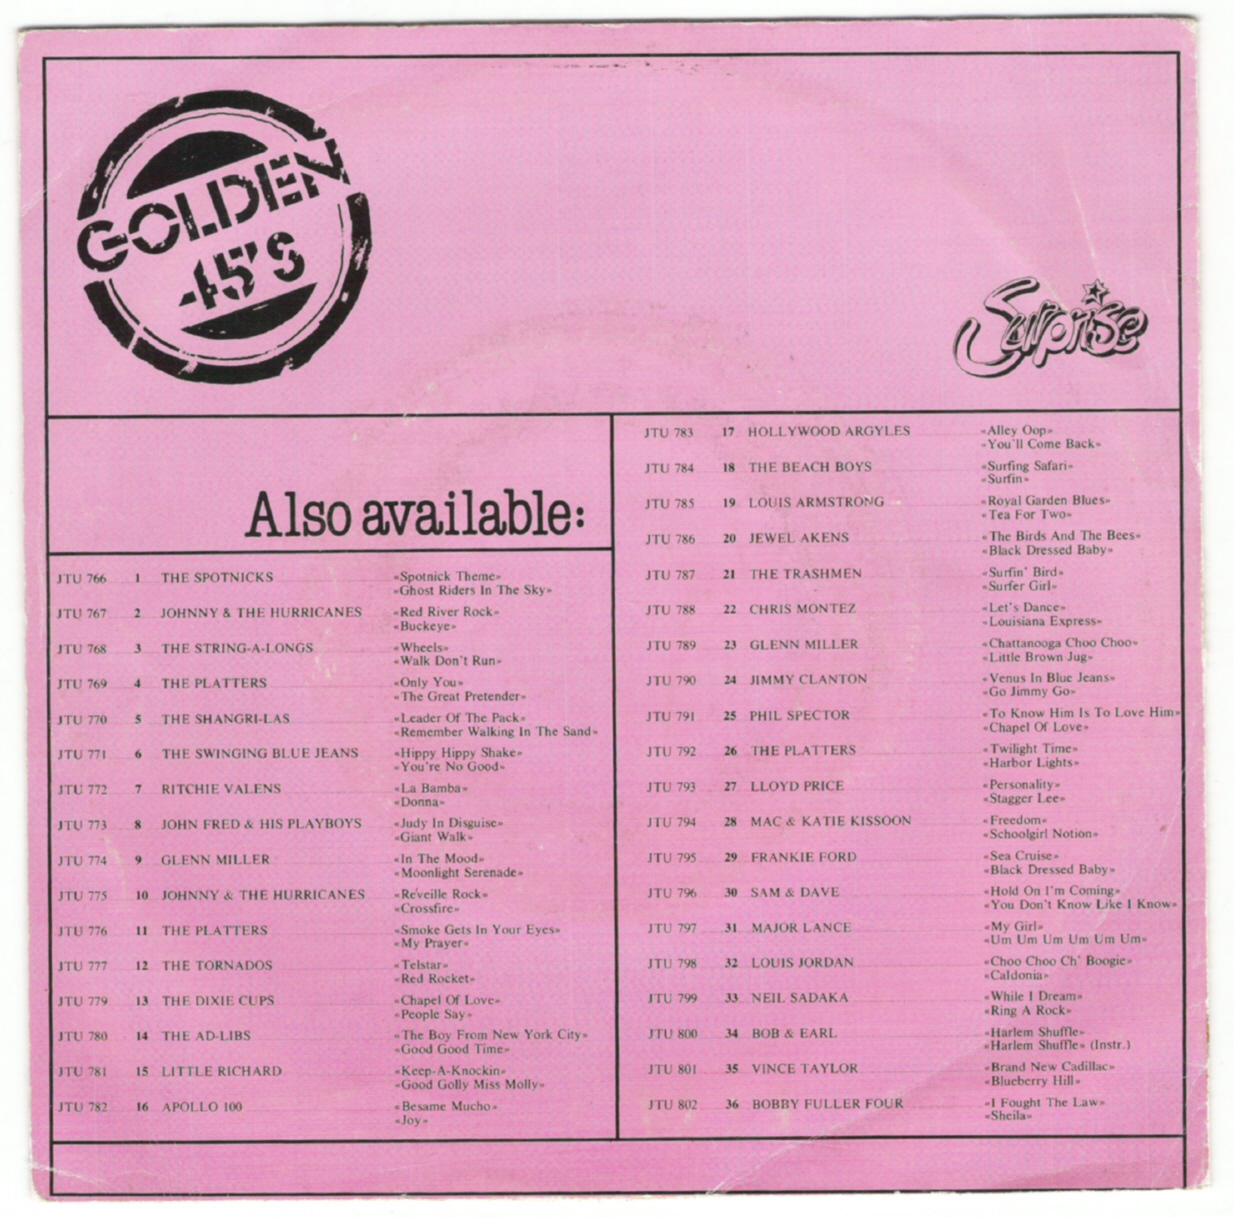 GOLDEN
45'S
Surprise
Also available:
JTU 766 1 THE SPOTNICKS «Spotnick Theme»
«Ghost Riders In The Sky»
JTU 767 2 JOHNNY & THE HURRICANES «Red River Rock»
«Buckeye»
JTU 768 3 THE STRING-A-LONGS «Wheels»
«Walk Don't Run»
JTU 769 4 THE PLATTERS «Only You»
«The Great Pretender»
JTU 770 5 THE SHANGRI-LAS «Leader Of The Pack»
«Remember Walking In The Sand»
JTU 771 6 THE SWINGING BLUE JEANS «Hippy Hippy Shake»
«You're No Good»
JTU 772 7 RITCHIE VALENS «La Bamba»
«Donna»
JTU 773 8 JOHN FRED & HIS PLAYBOYS «Judy In Disguise»
«Giant Walk»
JTU 774 9 GLENN MILLER «In The Mood»
«Moonlight Serenade»
JTU 775 10 JOHNNY & THE HURRICANES «Re'veille Rock»
«Crossfire»
JTU 776 11 THE PLATTERS «Smoke Gets In Your Eyes»
«My Prayer»
JTU 777 12 THE TORNADOS «Telstar»
«Red Rocket»
JTU 779 13 THE DIXIE CUPS «Chapel Of Love»
«People Say»
JTU 780 14 THE AD-LIBS «The Boy From New York City»
«Good Good Time»
JTU 781 15 LITTLE RICHARD «Keep-A-Knockin»
«Good Golly Miss Molly»
JTU 782 16 APOLLO 100 «Besame Mucho»
«Joy»
JTU 783 17 HOLLYWOOD ARGYLES «Alley Oop»
«You'll Come Back»
JTU 784 18 THE BEACH BOYS «Surfing Safari»
«Surfin»
JTU 785 19 LOUIS ARMSTRONG «Royal Garden Blues»
«Tea For Two»
JTU 786 20 JEWEL AKENS «The Birds And The Bees»
«Black Dressed Baby»
JTU 787 21 THE TRASHMEN «Surfin' Bird»
«Surfer Girl»
JTU 788 22 CHRIS MONTEZ «Let's Dance»
«Louisiana Express»
JTU 789 23 GLENN MILLER «Chattanooga Choo Choo»
«Little Brown Jug»
JTU 790 24 JIMMY CLANTON «Venus In Blue Jeans»
«Go Jimmy Go»
JTU 791 25 PHIL SPECTOR «To Know Him Is To Love Him»
«Chapel Of Love»
JTU 792 26 THE PLATTERS «Twilight Time»
«Harbor Lights»
JTU 793 27 LLOYD PRICE «Personality»
«Stagger Lee»
JTU 794 28 MAC & KATIE KISSOON «Freedom»
«Schoolgirl Notion»
JTU 795 29 FRANKIE FORD «Sea Cruise»
«Black Dressed Baby»
JTU 796 30 SAM & DAVE «Hold On I'm Coming»
«You Don't Know Like I Know»
JTU 797 31 MAJOR LANCE «My Girl»
«Um Um Um Um Um Um»
JTU 798 32 LOUIS JORDAN «Choo Choo Ch' Boogie»
«Caldonia»
JTU 799 33 NEIL SADAKA «While I Dream»
«Ring A Rock»
JTU 800 34 BOB & EARL «Harlem Shuffle»
«Harlem Shuffle» (Instr.)
JTU 801 35 VINCE TAYLOR «Brand New Cadillac»
«Blueberry Hill»
JTU 802 36 BOBBY FULLER FOUR «I Fought The Law»
«Sheila»